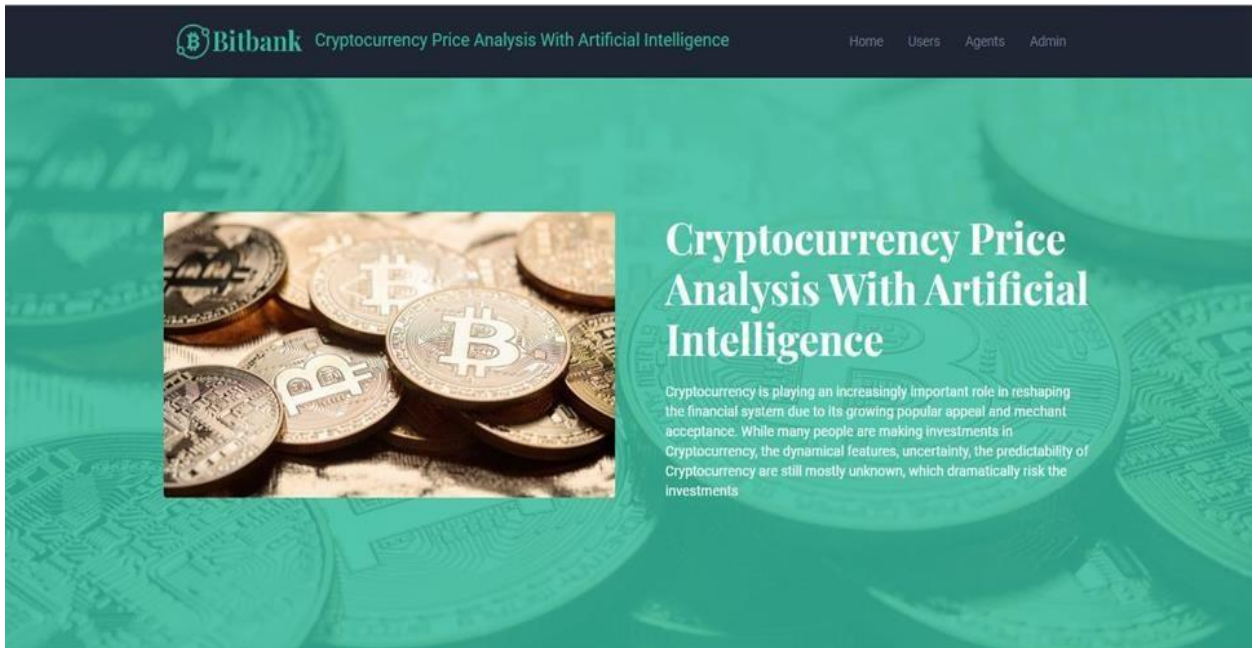 Bitbank Cryptocurrency Price Analysis With Artificial Intelligence Home Users Agents Admin
Cryptocurrency Price
Analysis With Artificial
Intelligence
Cryptocurrency is playing an increasingly important role in reshaping
the financial system due to its growing popular appeal and mechant
acceptance. While many people are making investments in
Cryptocurrency, the dynamical features, uncertainty, the predictability of
Cryptocurrency are still mostly unknown, which dramatically risk the
investments